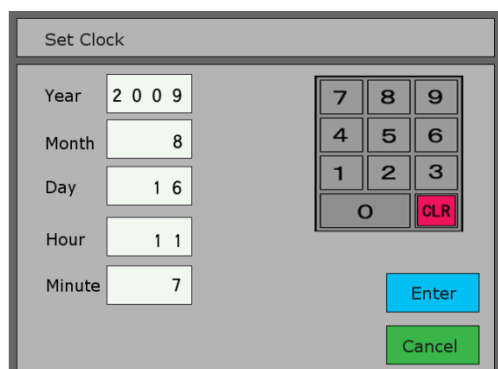 Set Clock
Year 2009
Month 8
Day 16
Hour 11
Minute 7
7 8 9
4 5 6
1 2 3
0 CLR
Enter
Cancel